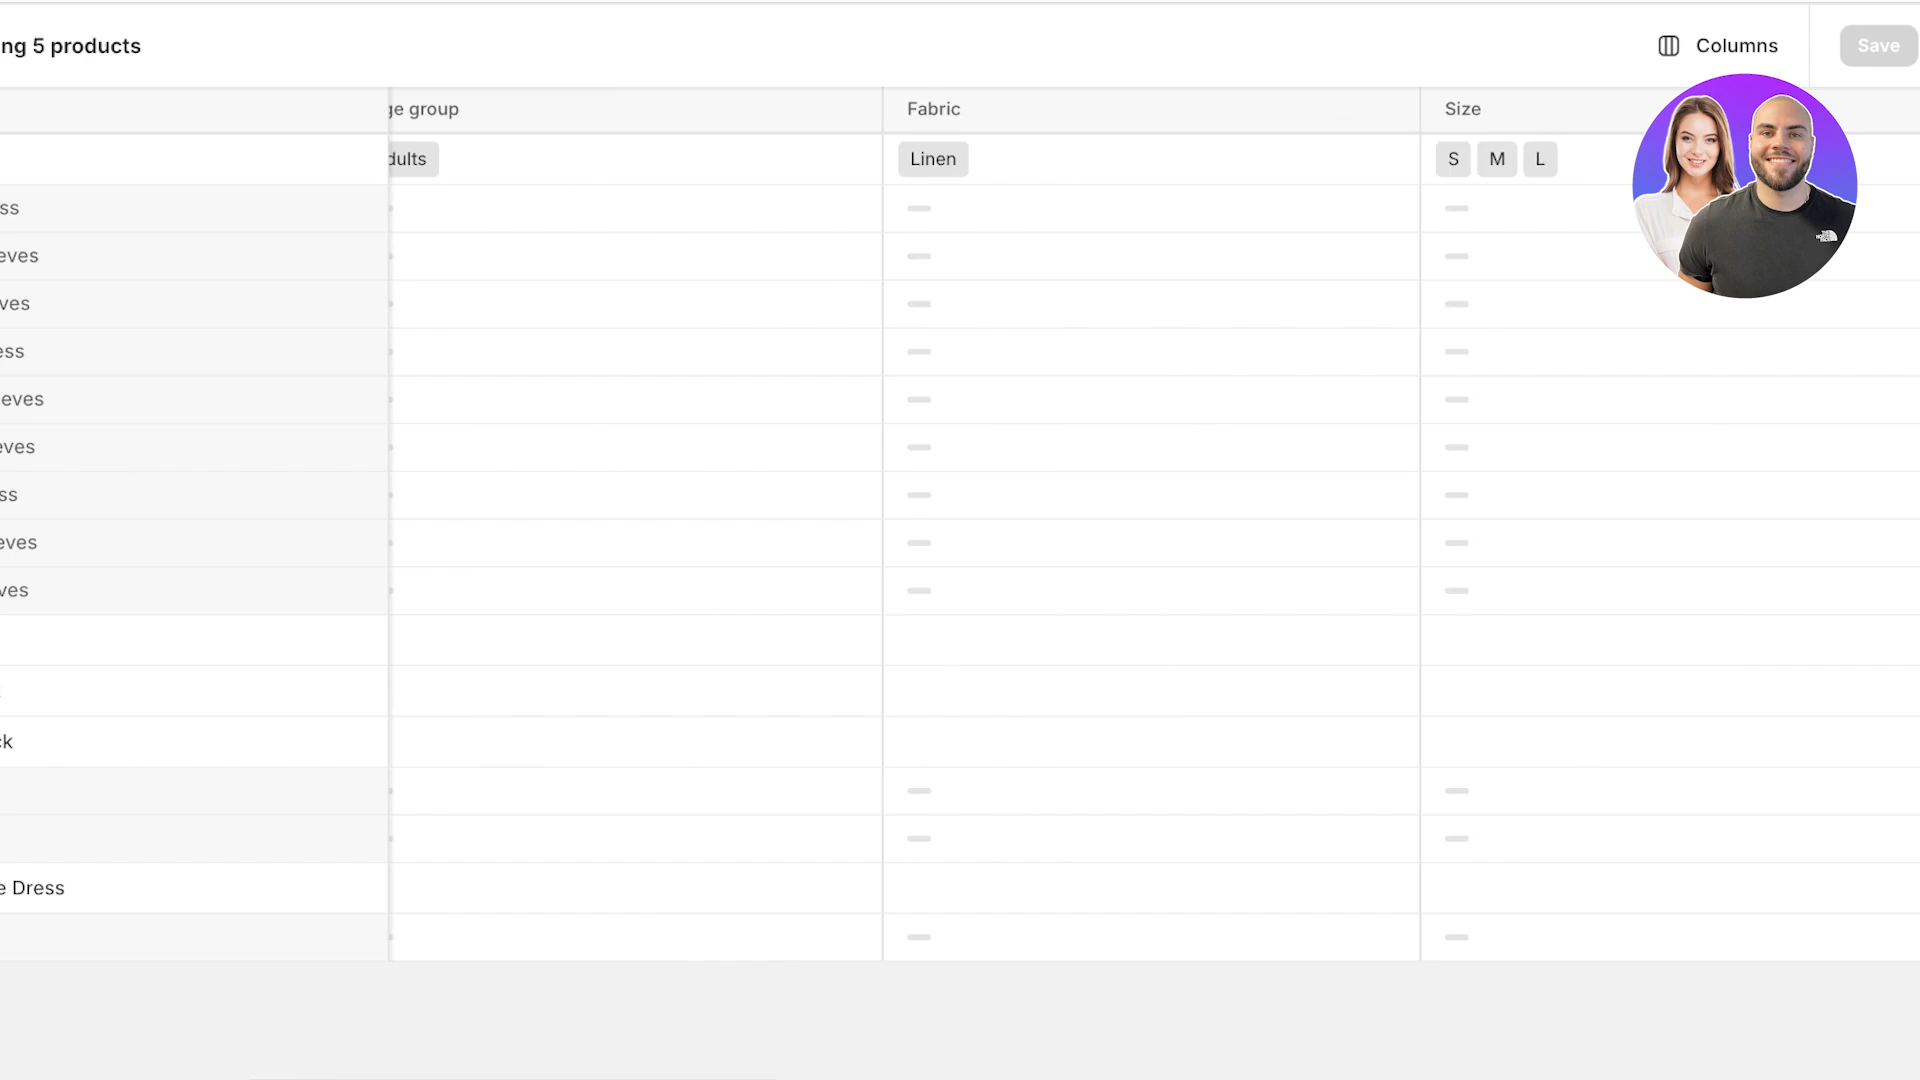 ng 5 products
Columns
Save
ge group
Fabric
Size
dults
Linen
S M L
ss
eves
ves
ess
eeves
eves
ss
eves
ves
ck
e Dress